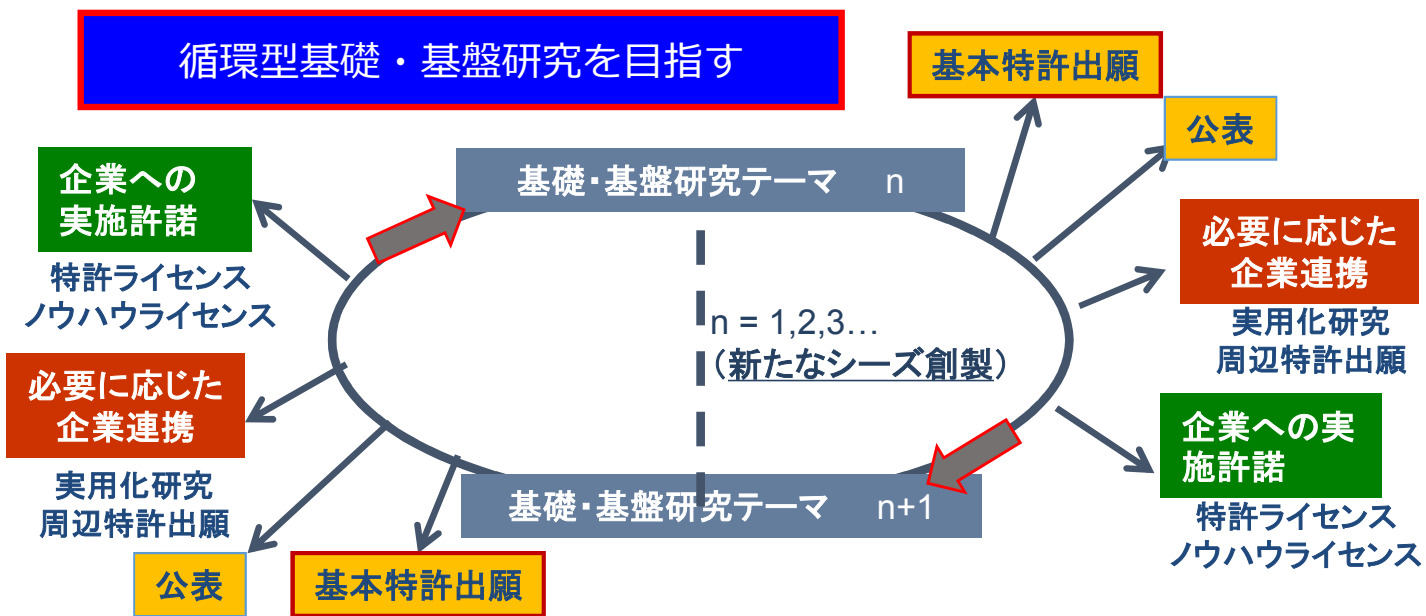 循環型基礎・基盤研究を目指す
基本特許出願
公表
企業への
実施許諾
特許ライセンス
ノウハウライセンス
基礎・基盤研究テーマ　n
必要に応じた
企業連携
実用化研究
周辺特許出願
n = 1,2,3…
（新たなシーズ創製）
必要に応じた
企業連携
実用化研究
周辺特許出願
企業への実
施許諾
特許ライセンス
ノウハウライセンス
基礎・基盤研究テーマ　n+1
公表
基本特許出願